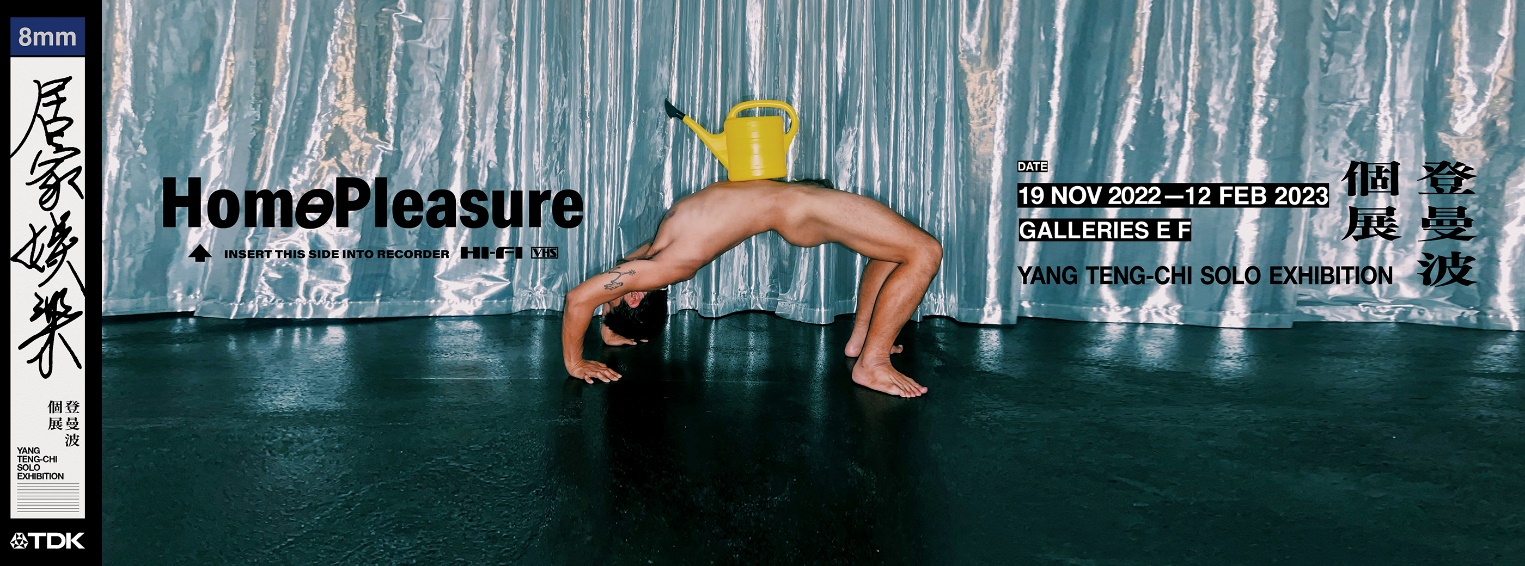 8mm
居家娛樂
登曼波
個展
YANG
TENG-CHI
SOLO
EXHIBITION
TDK
HomePleasure
INSERT THIS SIDE INTO RECORDER HI-FI VHS
DATE
19 NOV 2022—12 FEB 2023
GALLERIES E F
YANG TENG-CHI SOLO EXHIBITION
登曼波
個展